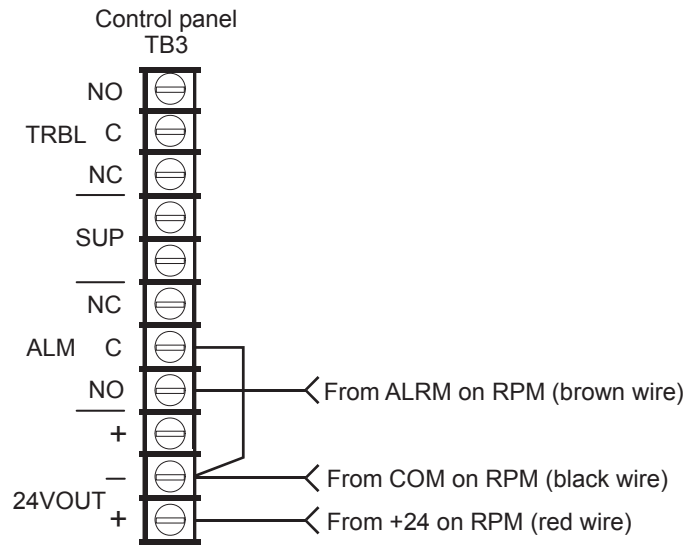 Control panel
TB3
NO
TRBL C
NC
SUP
NC
ALM C
NO From ALRM on RPM (brown wire)
+
– From COM on RPM (black wire)
24VOUT
+ From +24 on RPM (red wire)